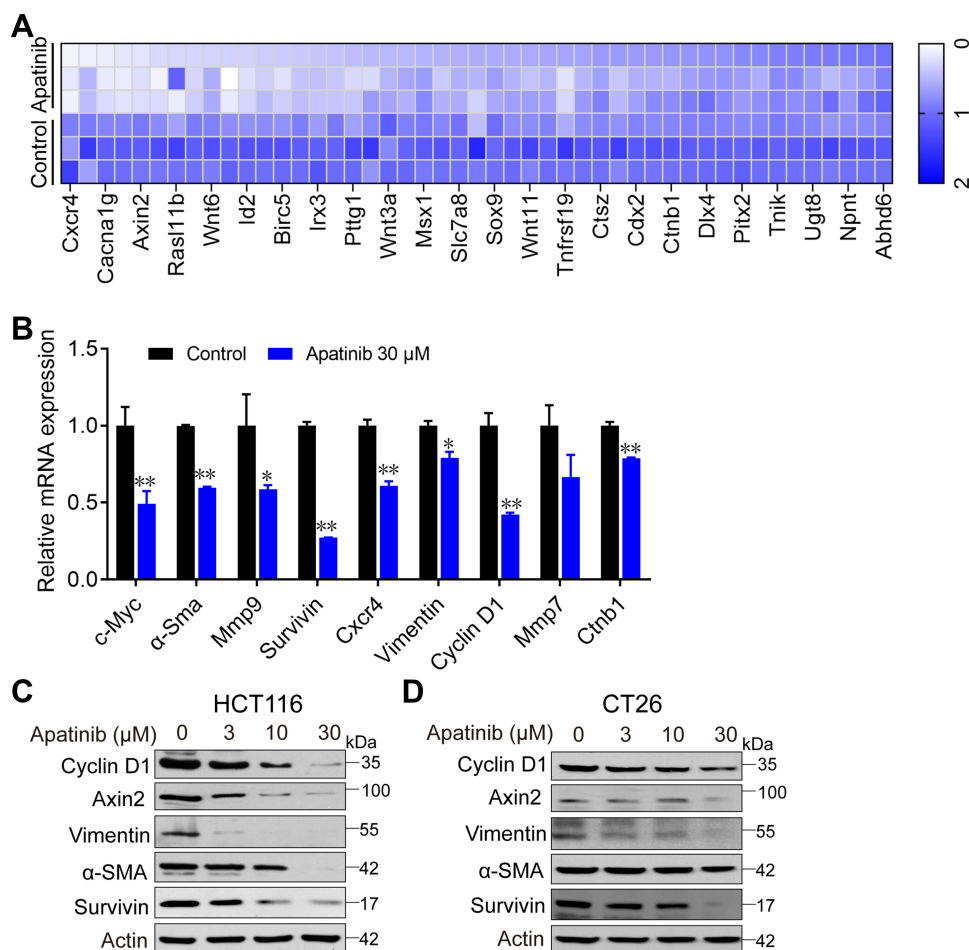 A
Apatinib
Control
0
1
2
Cxcr4
Cacna1g
Axin2
Rasl11b
Wnt6
Id2
Birc5
Irx3
Pttg1
Wnt3a
Msx1
Slc7a8
Sox9
Wnt11
Tnfrsf19
Ctsz
Cdx2
Ctnb1
Dlx4
Pitx2
Tnik
Ugt8
Npnt
Abhd6
B
Relative mRNA expression
1.5
1.0
0.5
0.0
Control
Apatinib 30 μM
**
**
*
**
**
*
**
**
c-Myc
α-Sma
Mmp9
Survivin
Cxcr4
Vimentin
Cyclin D1
Mmp7
Ctnb1
C
HCT116
Apatinib (μM) 0 3 10 30 kDa
Cyclin D1 35
Axin2 100
Vimentin 55
α-SMA 42
Survivin 17
Actin 42
D
CT26
Apatinib (μM) 0 3 10 30 kDa
Cyclin D1 35
Axin2 100
Vimentin 55
α-SMA 42
Survivin 17
Actin 42